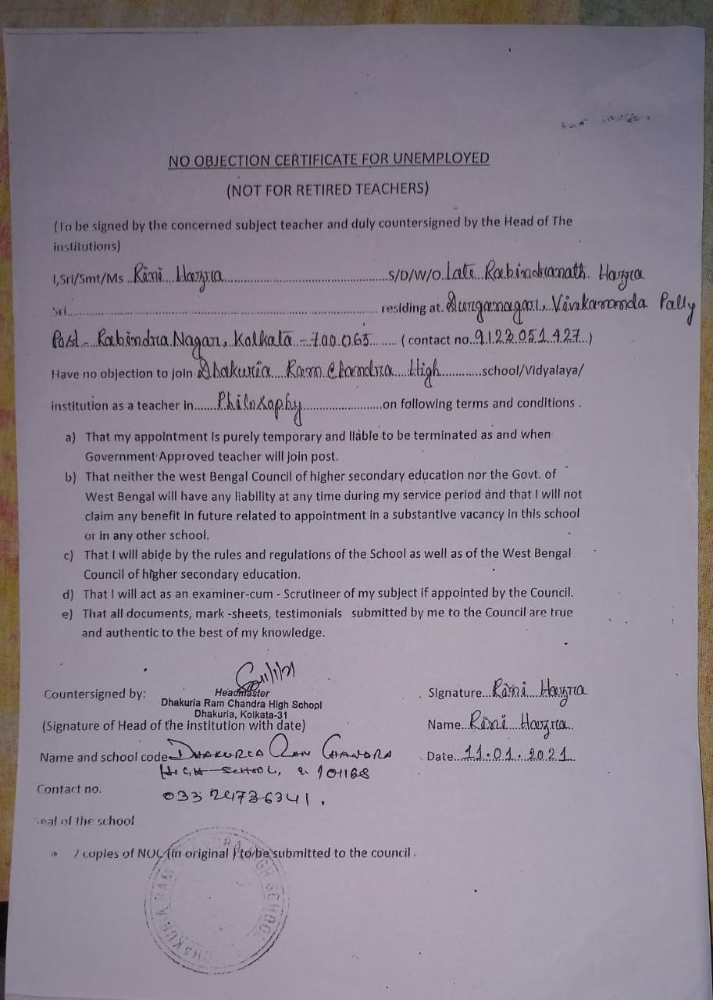 NO OBJECTION CERTIFICATE FOR UNEMPLOYED
(NOT FOR RETIRED TEACHERS)
(To be signed by the concerned subject teacher and duly countersigned by the Head of The
institutions)
I,Sri/Smt/Ms ..Rini Hazra..............................................S/D/W/O. Late...Rabindranath. Hazra
Sri........................................................................................ residing at. Durganagar, Vivekananda Pally
Post - Rabindra Nagar, Kolkata - 700.065 ........ ( contact no..9123051427..)
Have no objection to join Dhakuria Ram Chandra High............school/Vidyalaya/
institution as a teacher in.......Philosophy.........................on following terms and conditions .
a) That my appointment is purely temporary and liable to be terminated as and when
Government Approved teacher will join post.
b) That neither the west Bengal Council of higher secondary education nor the Govt. of
West Bengal will have any liability at any time during my service period and that I will not
claim any benefit in future related to appointment in a substantive vacancy in this school
or in any other school.
c) That I will abide by the rules and regulations of the School as well as of the West Bengal
Council of higher secondary education.
d) That I will act as an examiner-cum - Scrutineer of my subject if appointed by the Council.
e) That all documents, mark -sheets, testimonials submitted by me to the Council are true
and authentic to the best of my knowledge.
11/1/21
Countersigned by: Headmaster Signature...Rini Hazra
Dhakuria Ram Chandra High School
Dhakuria, Kolkata-31
(Signature of Head of the institution with date) Name...Rini Hazra..
Name and school code Dhakuria Ram Chandra Date...11.01.2021.
High School, & 101168
Contact no. 033 24736341.
Seal of the school
2 copies of NOC (in original ) to be submitted to the council .
DHAKURIA RAM HIGH SCHOOL